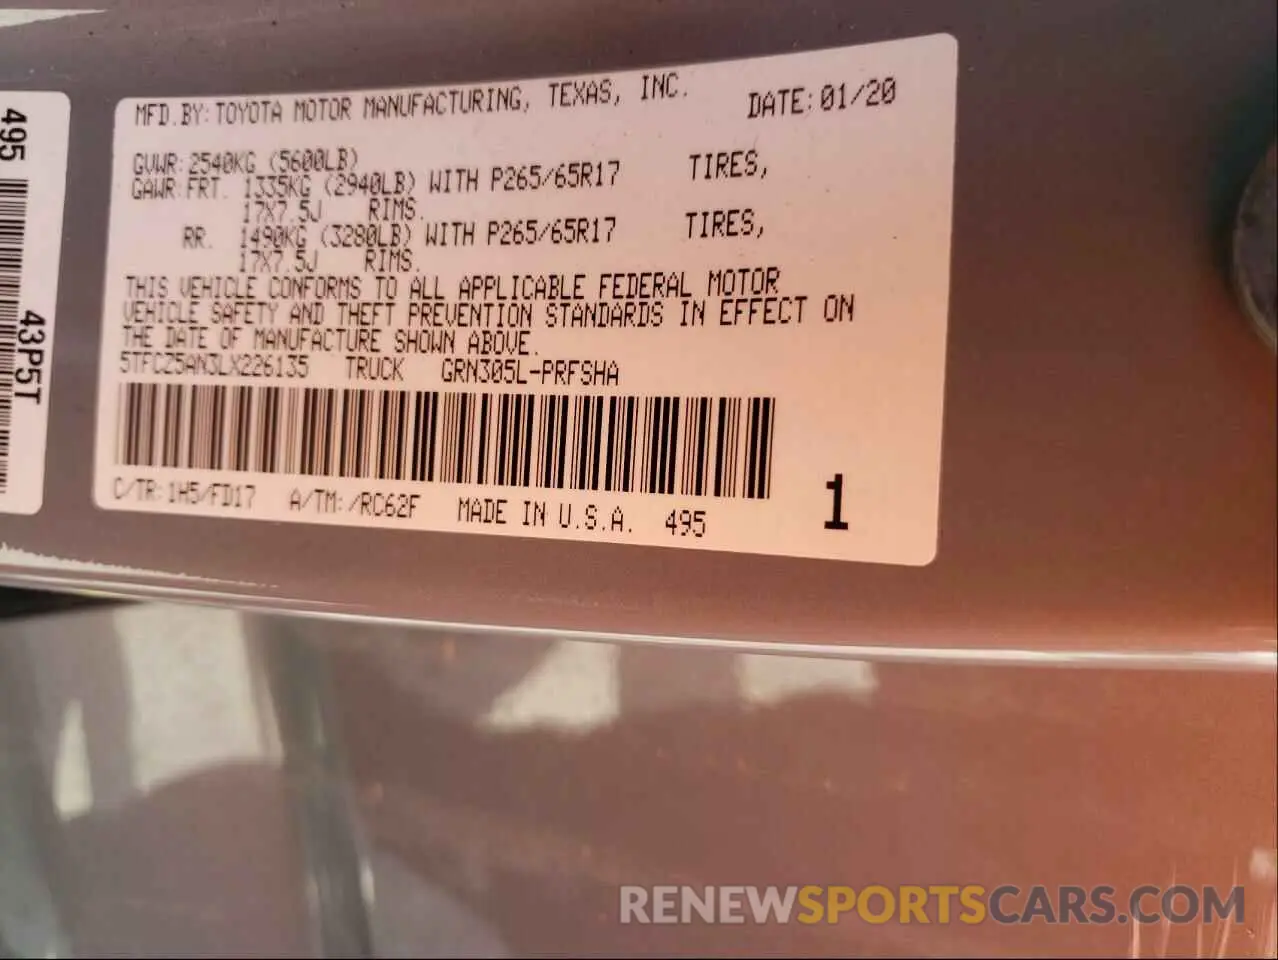 MFD.BY:TOYOTA MOTOR MANUFACTURING, TEXAS, INC. DATE:01/20
GVWR:2540KG (5600LB)
GAWR:FRT. 1335KG (2940LB) WITH P265/65R17 TIRES,
17X7.5J RIMS.
RR. 1490KG (3280LB) WITH P265/65R17 TIRES,
17X7.5J RIMS.
THIS VEHICLE CONFORMS TO ALL APPLICABLE FEDERAL MOTOR
VEHICLE SAFETY AND THEFT PREVENTION STANDARDS IN EFFECT ON
THE DATE OF MANUFACTURE SHOWN ABOVE.
5TFCZ5AN3LX226135 TRUCK GRN305L-PRFSHA
C/TR:1H5/FD17 A/TM:/RC62F MADE IN U.S.A. 495
1
495
43P5T
RENEWSPORTSCARS.COM